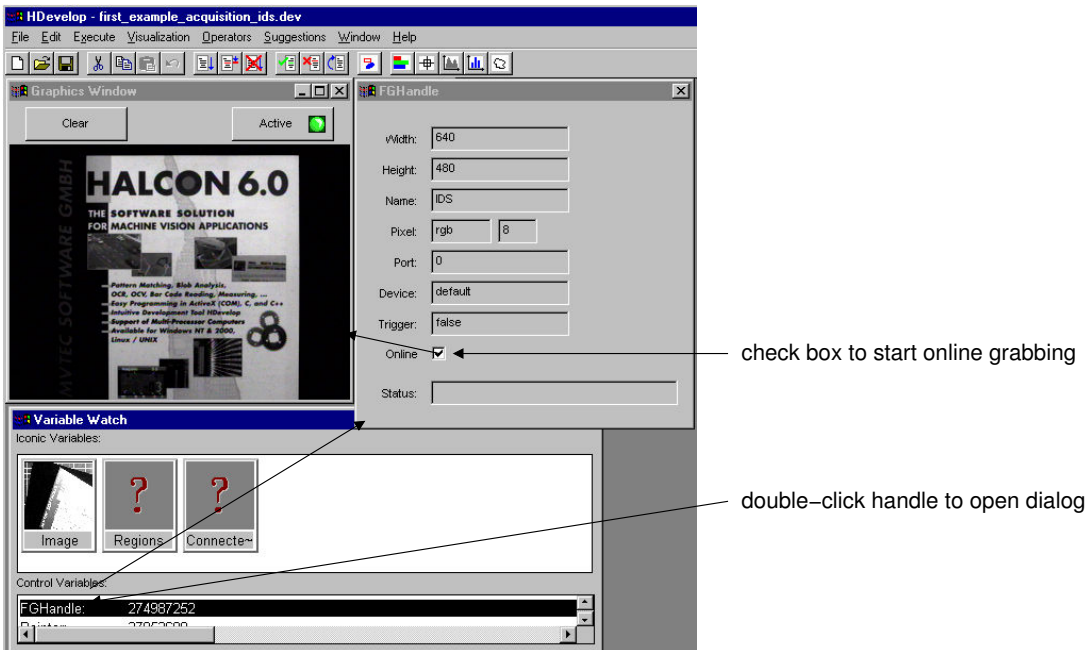 HDevelop - first_example_acquisition_ids.dev
File Edit Execute Visualization Operators Suggestions Window Help
Graphics Window
Clear
Active
MVTEC SOFTWARE GMBH
HALCON 6.0
THE SOFTWARE SOLUTION
FOR MACHINE VISION APPLICATIONS
Pattern Matching, Blob Analysis,
OCR, OCV, Bar Code Reading, Measuring, ...
Easy Programming in ActiveX (COM), C, and C++
Intuitive Development Tool HDevelop
Support of Multi-Processor Computers
Available for Windows NT & 2000,
Linux / UNIX
FGHandle
Width: 640
Height: 480
Name: IDS
Pixel: rgb 8
Port: 0
Device: default
Trigger: false
Online
Status:
check box to start online grabbing
Variable Watch
Iconic Variables:
Image Regions Connecte~
double-click handle to open dialog
Control Variables:
FGHandle: 274987252